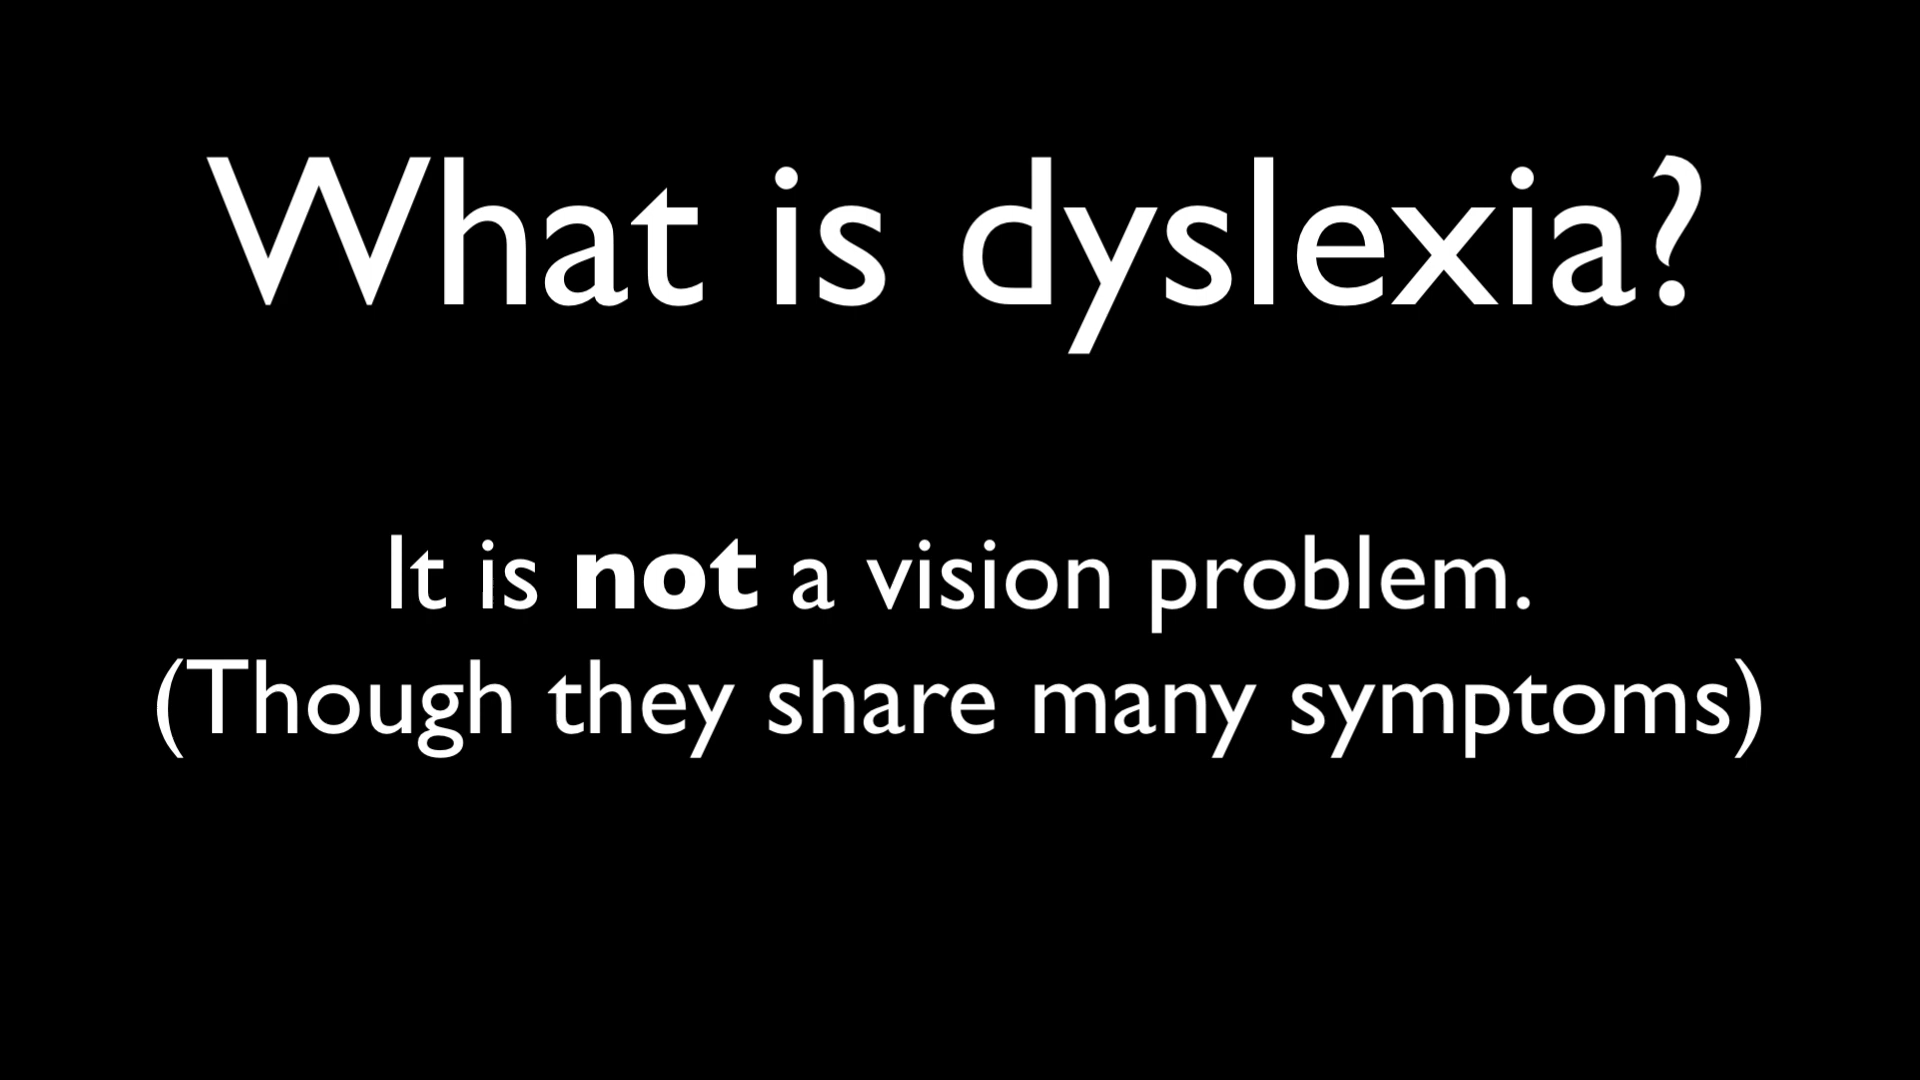 What is dyslexia?
It is not a vision problem.
(Though they share many symptoms)